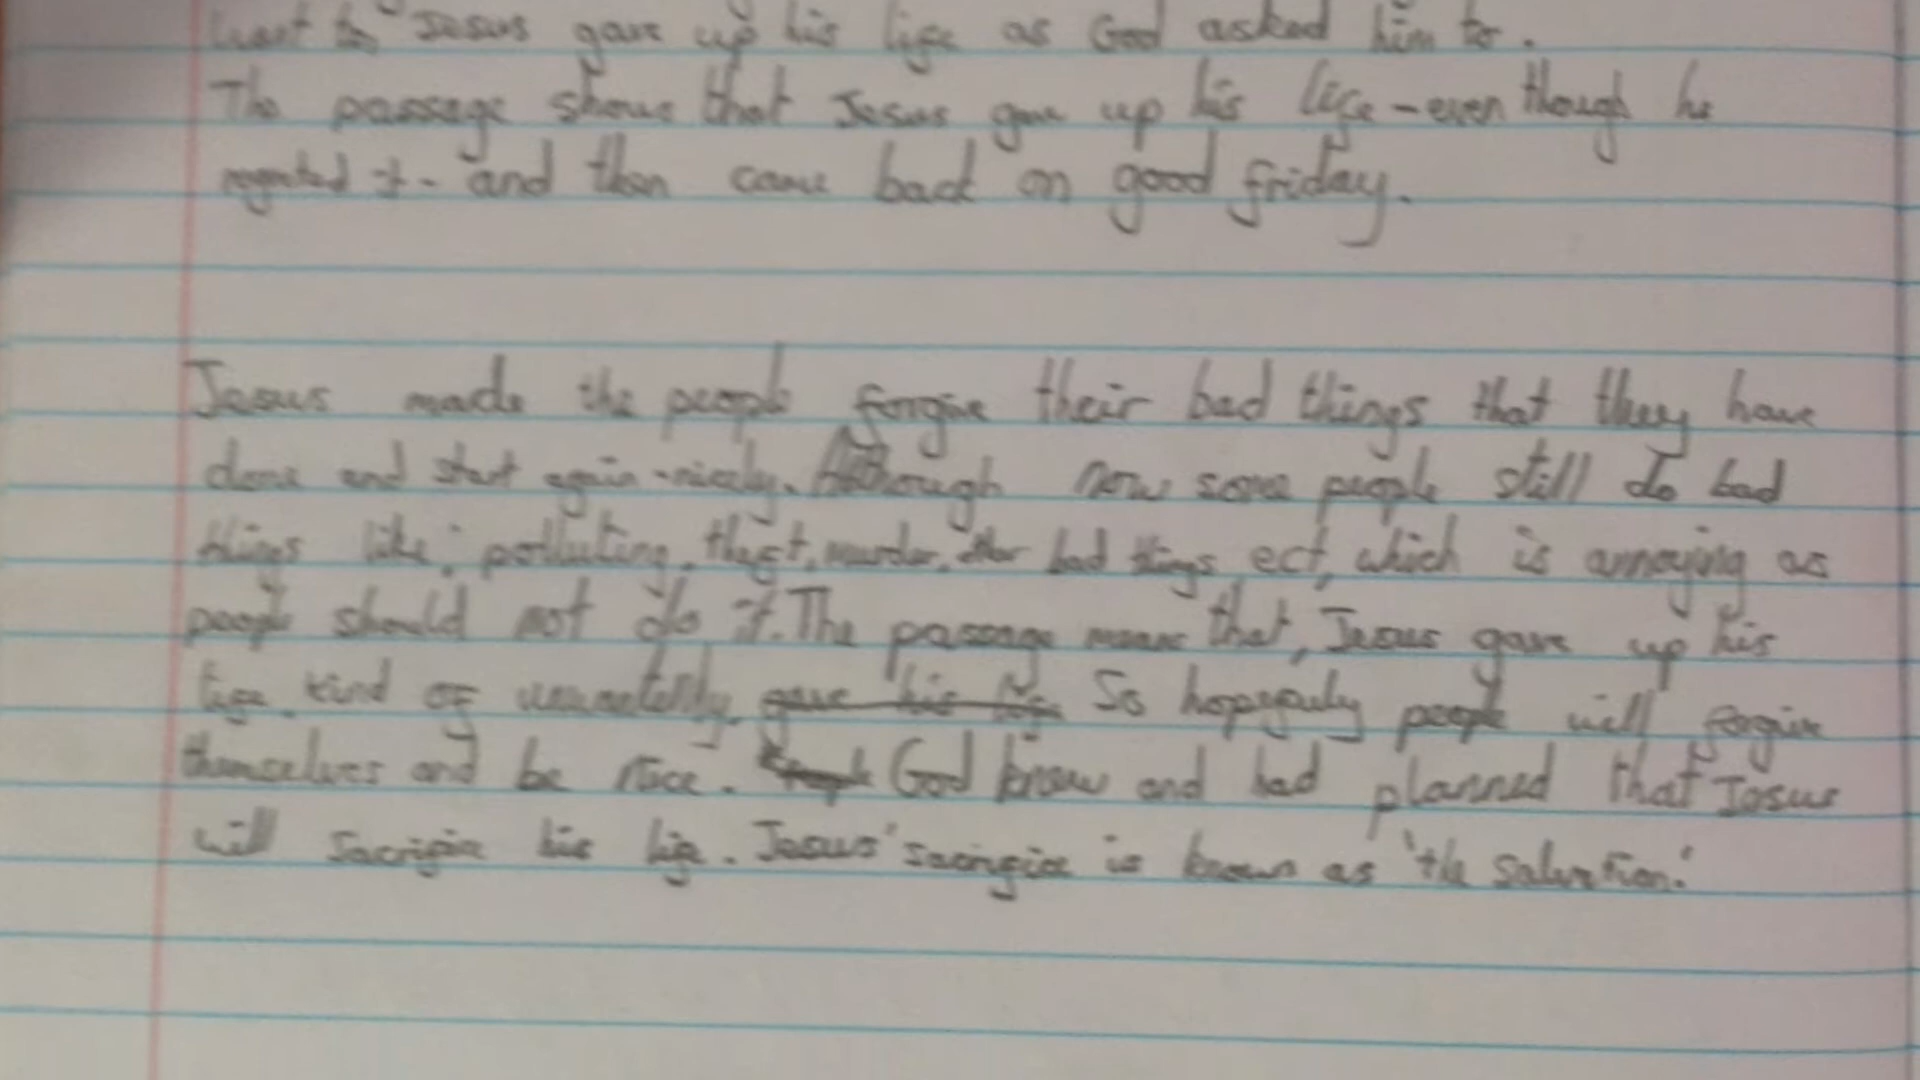 want to Jesus gave up his life as God asked him to.
The passage shows that Jesus gave up his life - even though he
regreted it - and then came back on good friday.
Jesus made the people forgive their bad things that they have
done and start again - nicely. Although now some people still do bad
things like; polluting, theft, murder, other bad things ect, which is annoying as
people should not do it. The passage means that, Jesus gave up his
life, kind of gave his life So hopefully people will forgive
themselves and be nice. God know and had planned that Jesus
will sacrifice his life. Jesus' sacrifice is known as 'the salvation.'